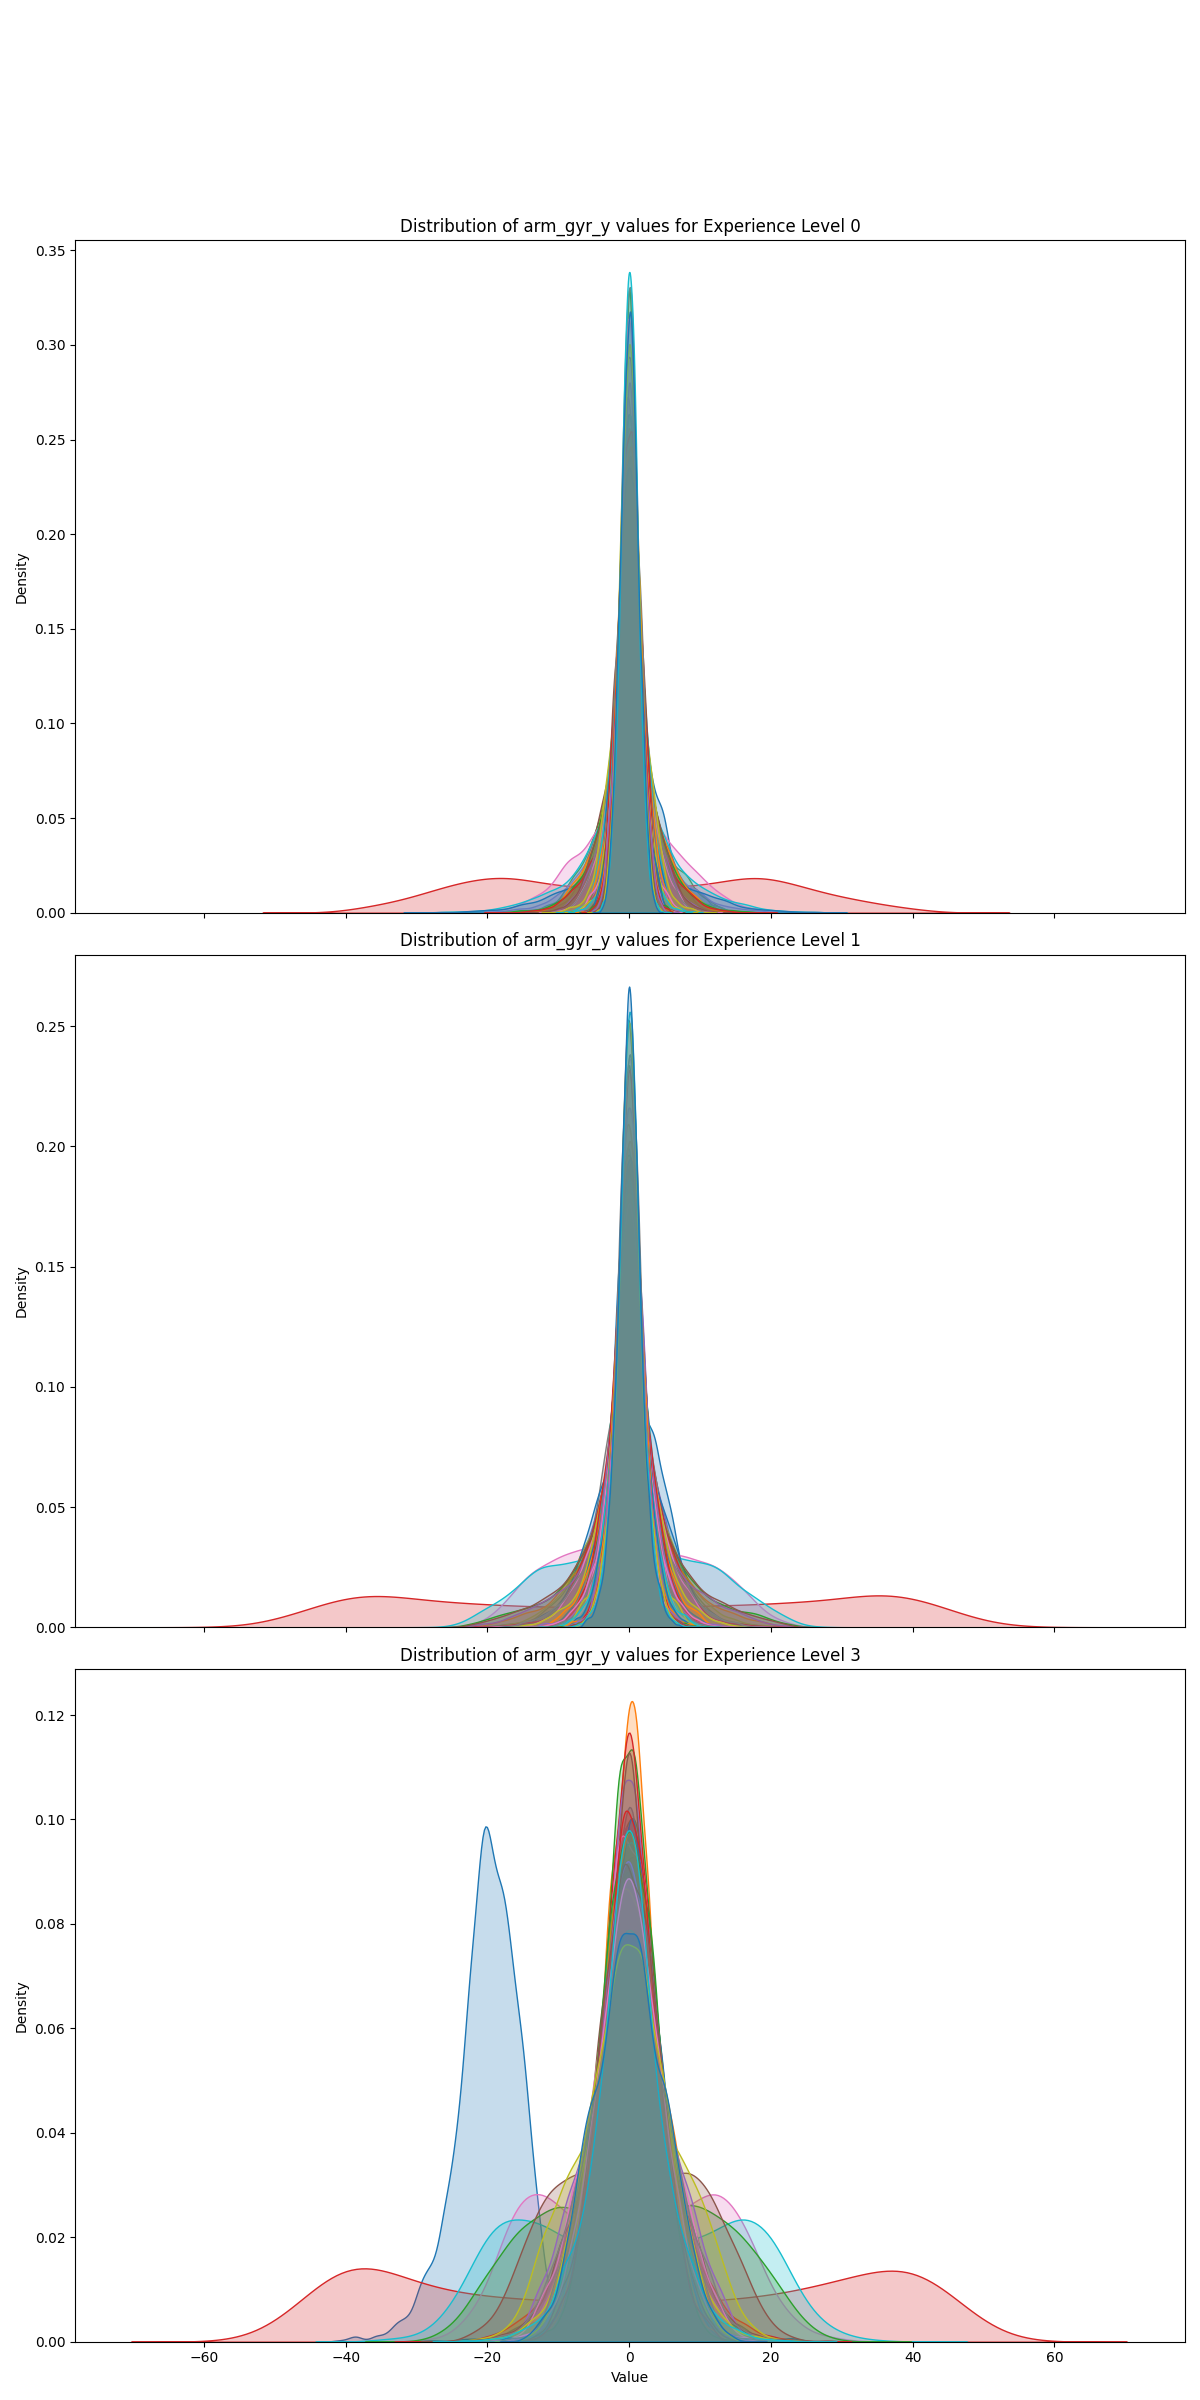 Distribution of arm_gyr_y values for Experience Level 0
0.35
0.30
0.25
0.20
0.15
0.10
0.05
0.00
Density
Distribution of arm_gyr_y values for Experience Level 1
0.25
0.20
0.15
0.10
0.05
0.00
Density
Distribution of arm_gyr_y values for Experience Level 3
0.12
0.10
0.08
0.06
0.04
0.02
0.00
Density
−60 −40 −20 0 20 40 60
Value